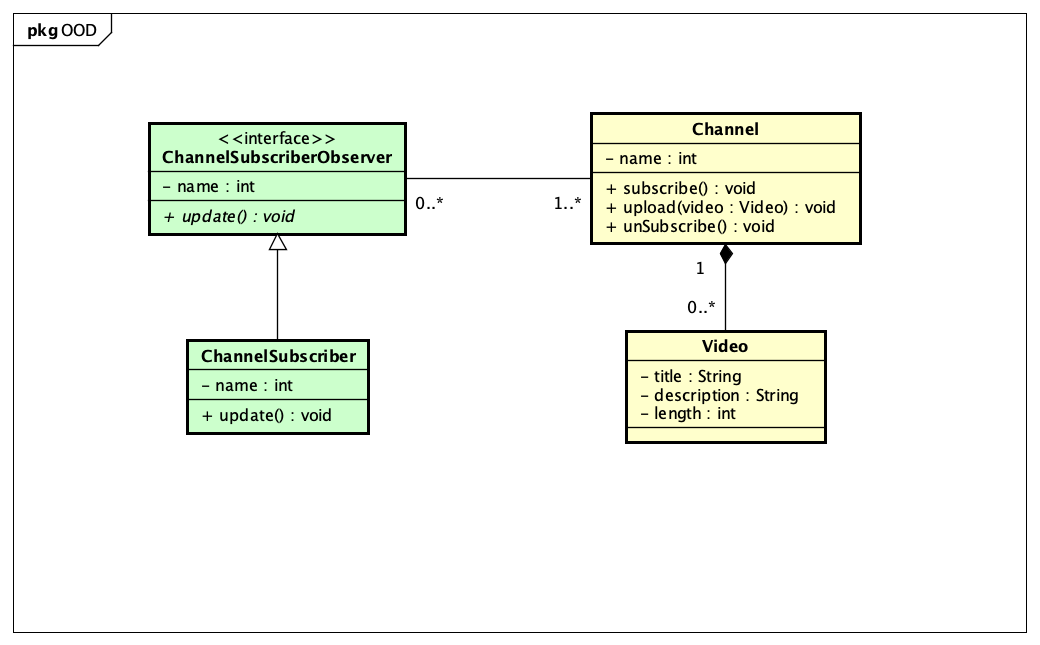 pkg OOD
<<interface>>
ChannelSubscriberObserver
– name : int
+ update() : void
0..*
1..*
Channel
– name : int
+ subscribe() : void
+ upload(video : Video) : void
+ unSubscribe() : void
1
0..*
ChannelSubscriber
– name : int
+ update() : void
Video
– title : String
– description : String
– length : int